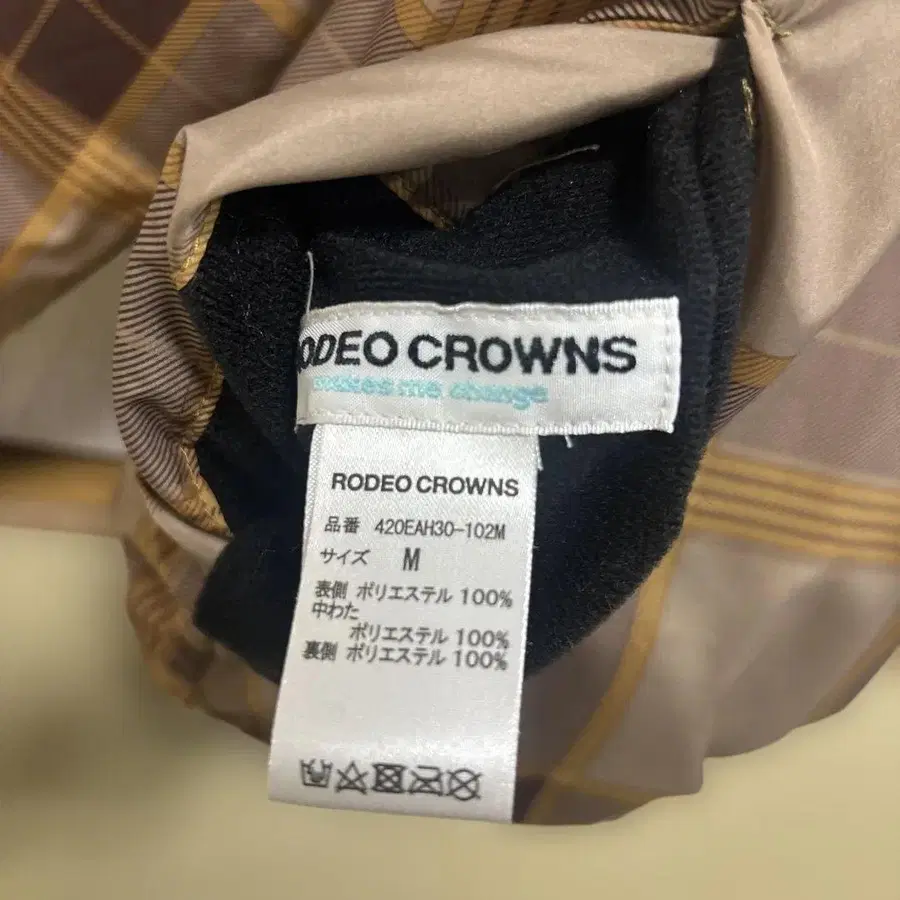 RODEO CROWNS
makes me change
RODEO CROWNS
品番 420EAH30-102M
サイズ M
表側 ポリエステル 100%
中わた
ポリエステル 100%
裏側 ポリエステル 100%